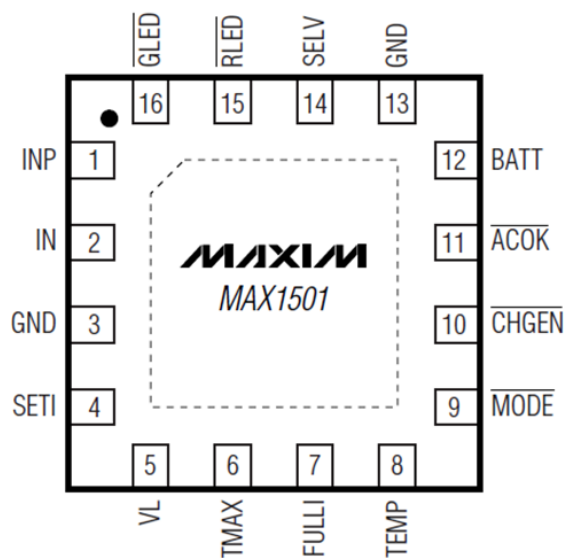 GLED
RLED
SELV
GND
16
15
14
13
INP 1
12 BATT
IN 2
11 ACOK
GND 3
10 CHGEN
SETI 4
9 MODE
MAXIM
MAX1501
5
6
7
8
VL
TMAX
FULLI
TEMP